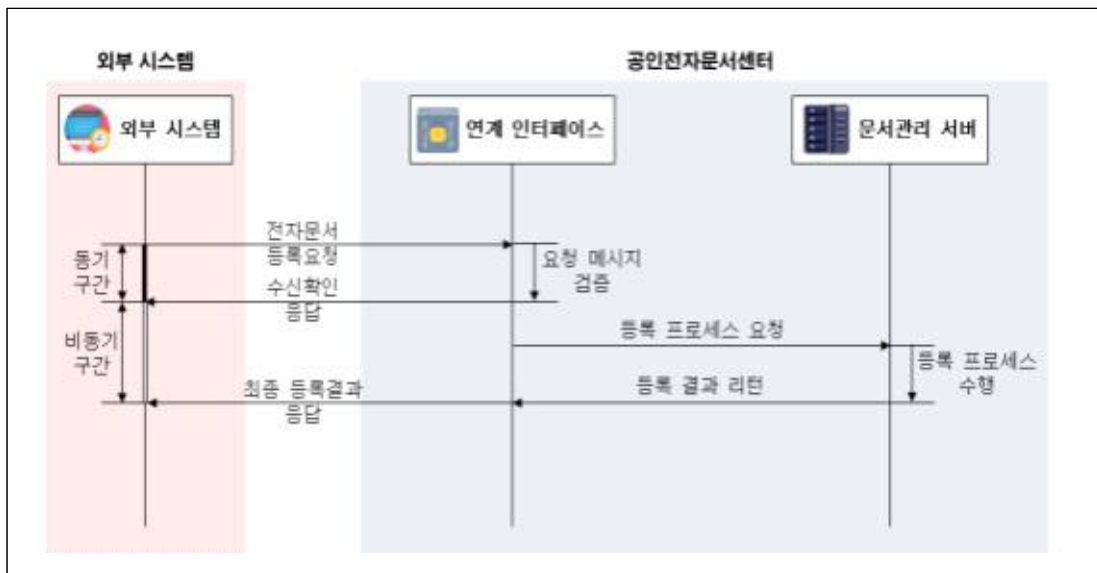 외부 시스템
공인전자문서센터
외부 시스템
연계 인터페이스
문서관리 서버
전자문서
등록요청
동기
구간
요청 메시지
검증
수신확인
응답
비동기
구간
등록 프로세스 요청
등록 프로세스
수행
최종 등록결과
응답
등록 결과 리턴